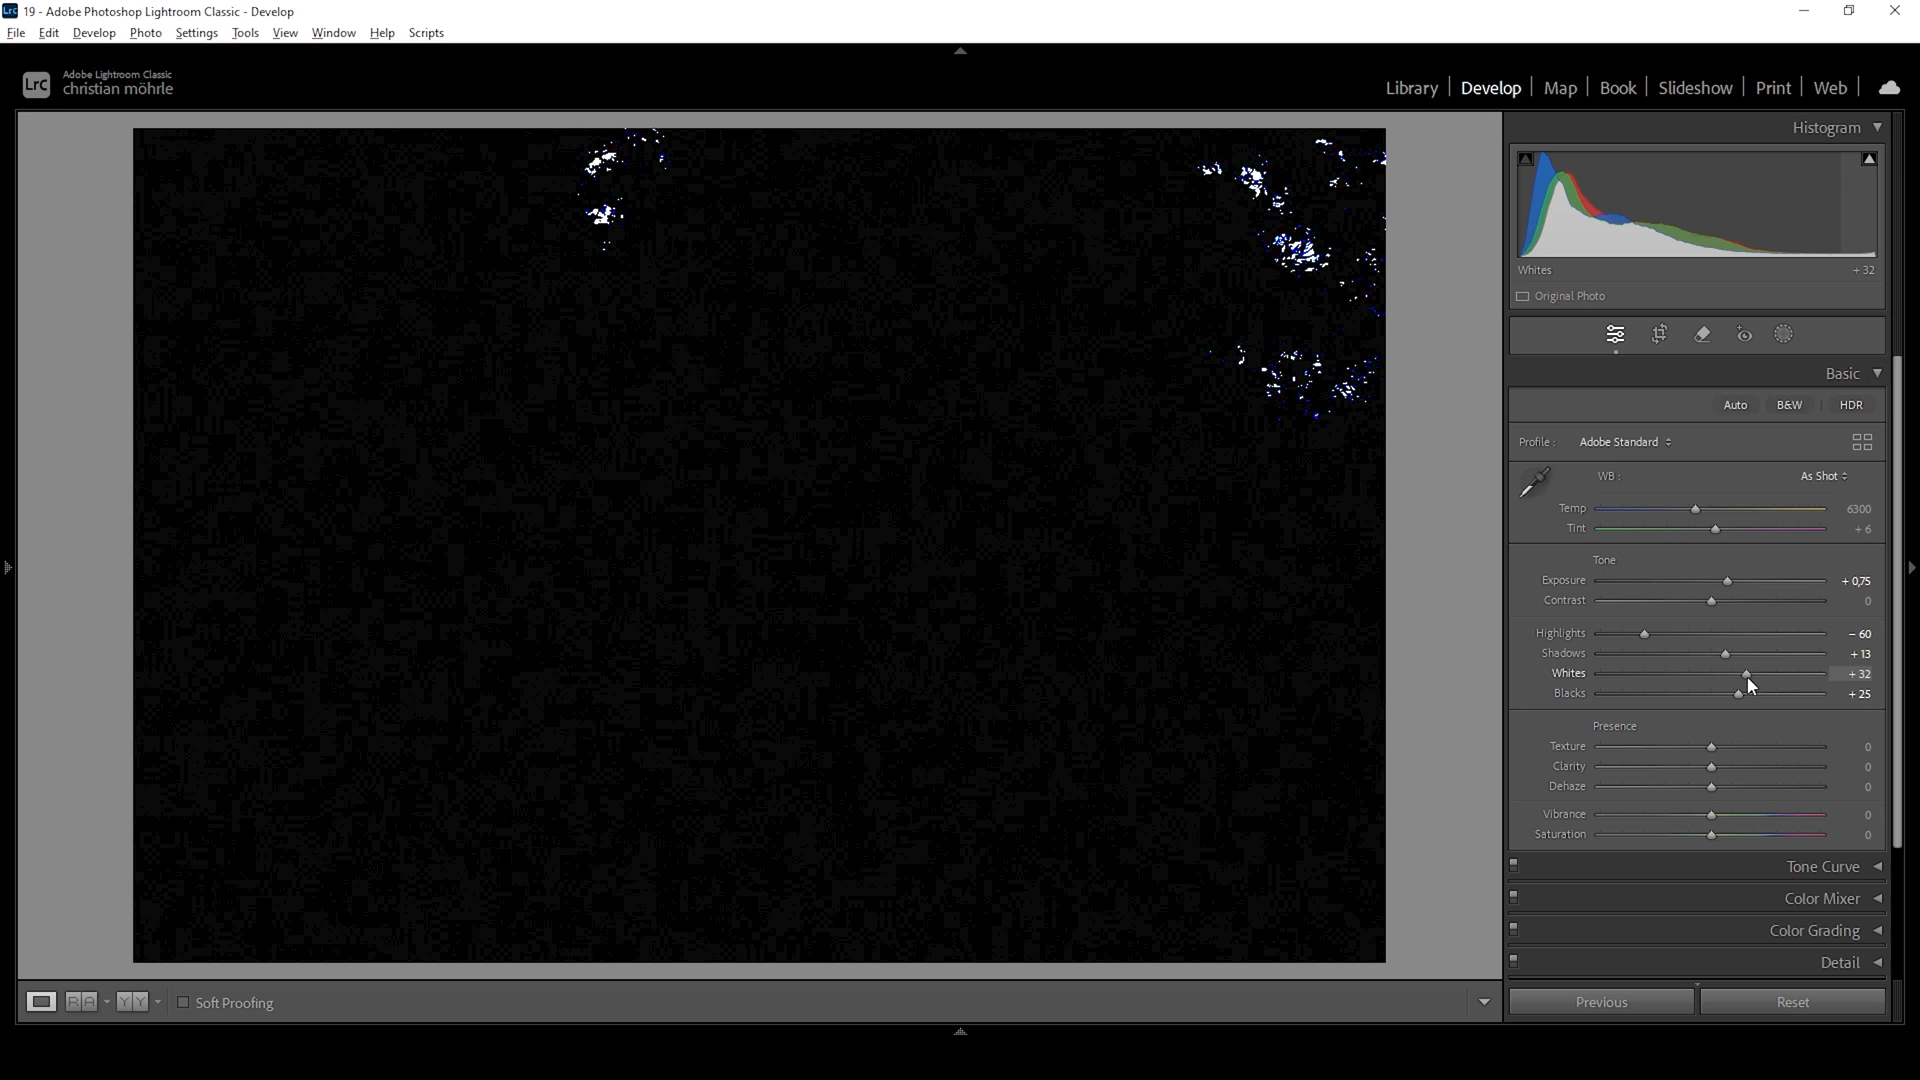 Lrc 19 - Adobe Photoshop Lightroom Classic - Develop
File Edit Develop Photo Settings Tools View Window Help Scripts
LrC Adobe Lightroom Classic
christian möhrle
Library Develop Map Book Slideshow Print Web
Histogram
Whites +32
Original Photo
Basic
Auto B&W HDR
Profile : Adobe Standard
WB : As Shot
Temp 6300
Tint +6
Tone
Exposure +0,75
Contrast 0
Highlights −60
Shadows +13
Whites +32
Blacks +25
Presence
Texture 0
Clarity 0
Dehaze 0
Vibrance 0
Saturation 0
Tone Curve
Color Mixer
Color Grading
Detail
RA YY Soft Proofing
Previous Reset